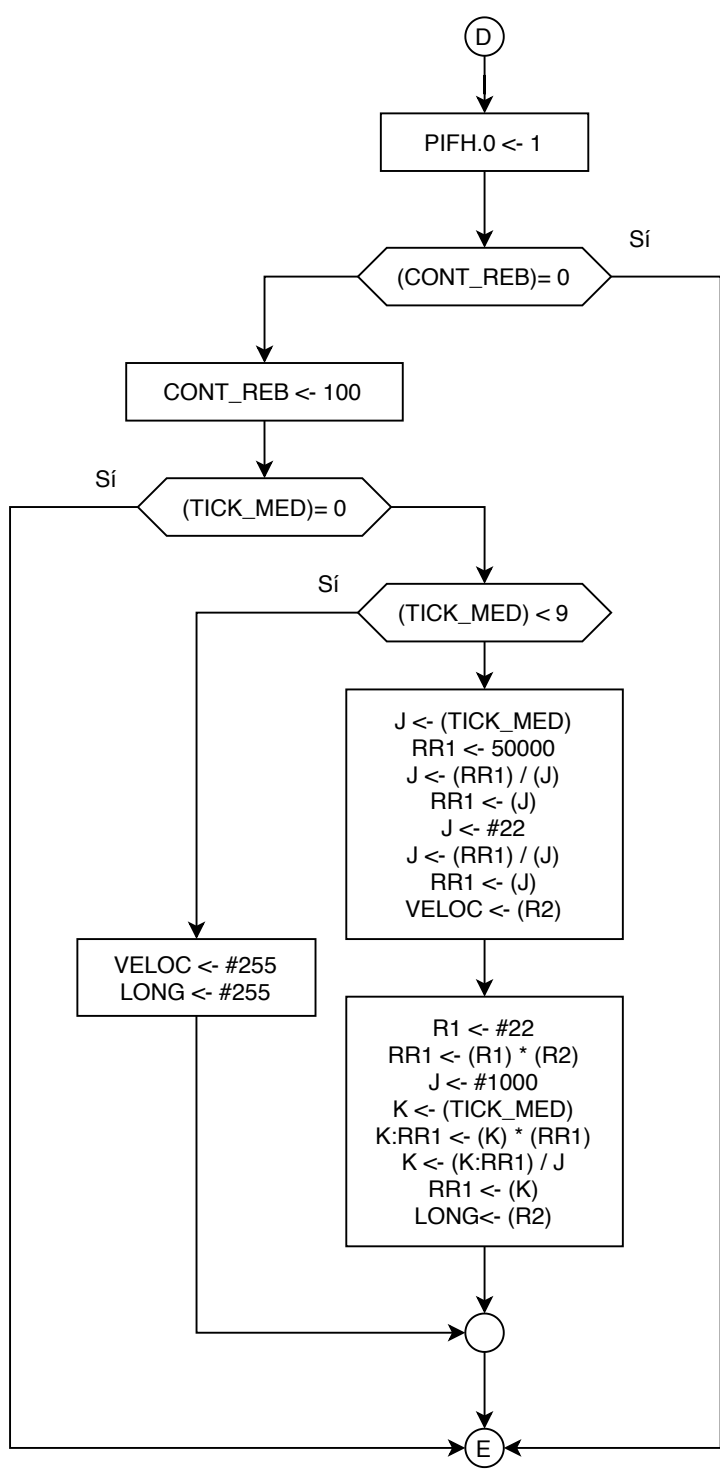 D
PIFH.0 <- 1
Sí
(CONT_REB)= 0
CONT_REB <- 100
Sí
(TICK_MED)= 0
Sí
(TICK_MED) < 9
J <- (TICK_MED)
RR1 <- 50000
J <- (RR1) / (J)
RR1 <- (J)
J <- #22
J <- (RR1) / (J)
RR1 <- (J)
VELOC <- (R2)
VELOC <- #255
LONG <- #255
R1 <- #22
RR1 <- (R1) * (R2)
J <- #1000
K <- (TICK_MED)
K:RR1 <- (K) * (RR1)
K <- (K:RR1) / J
RR1 <- (K)
LONG<- (R2)
E